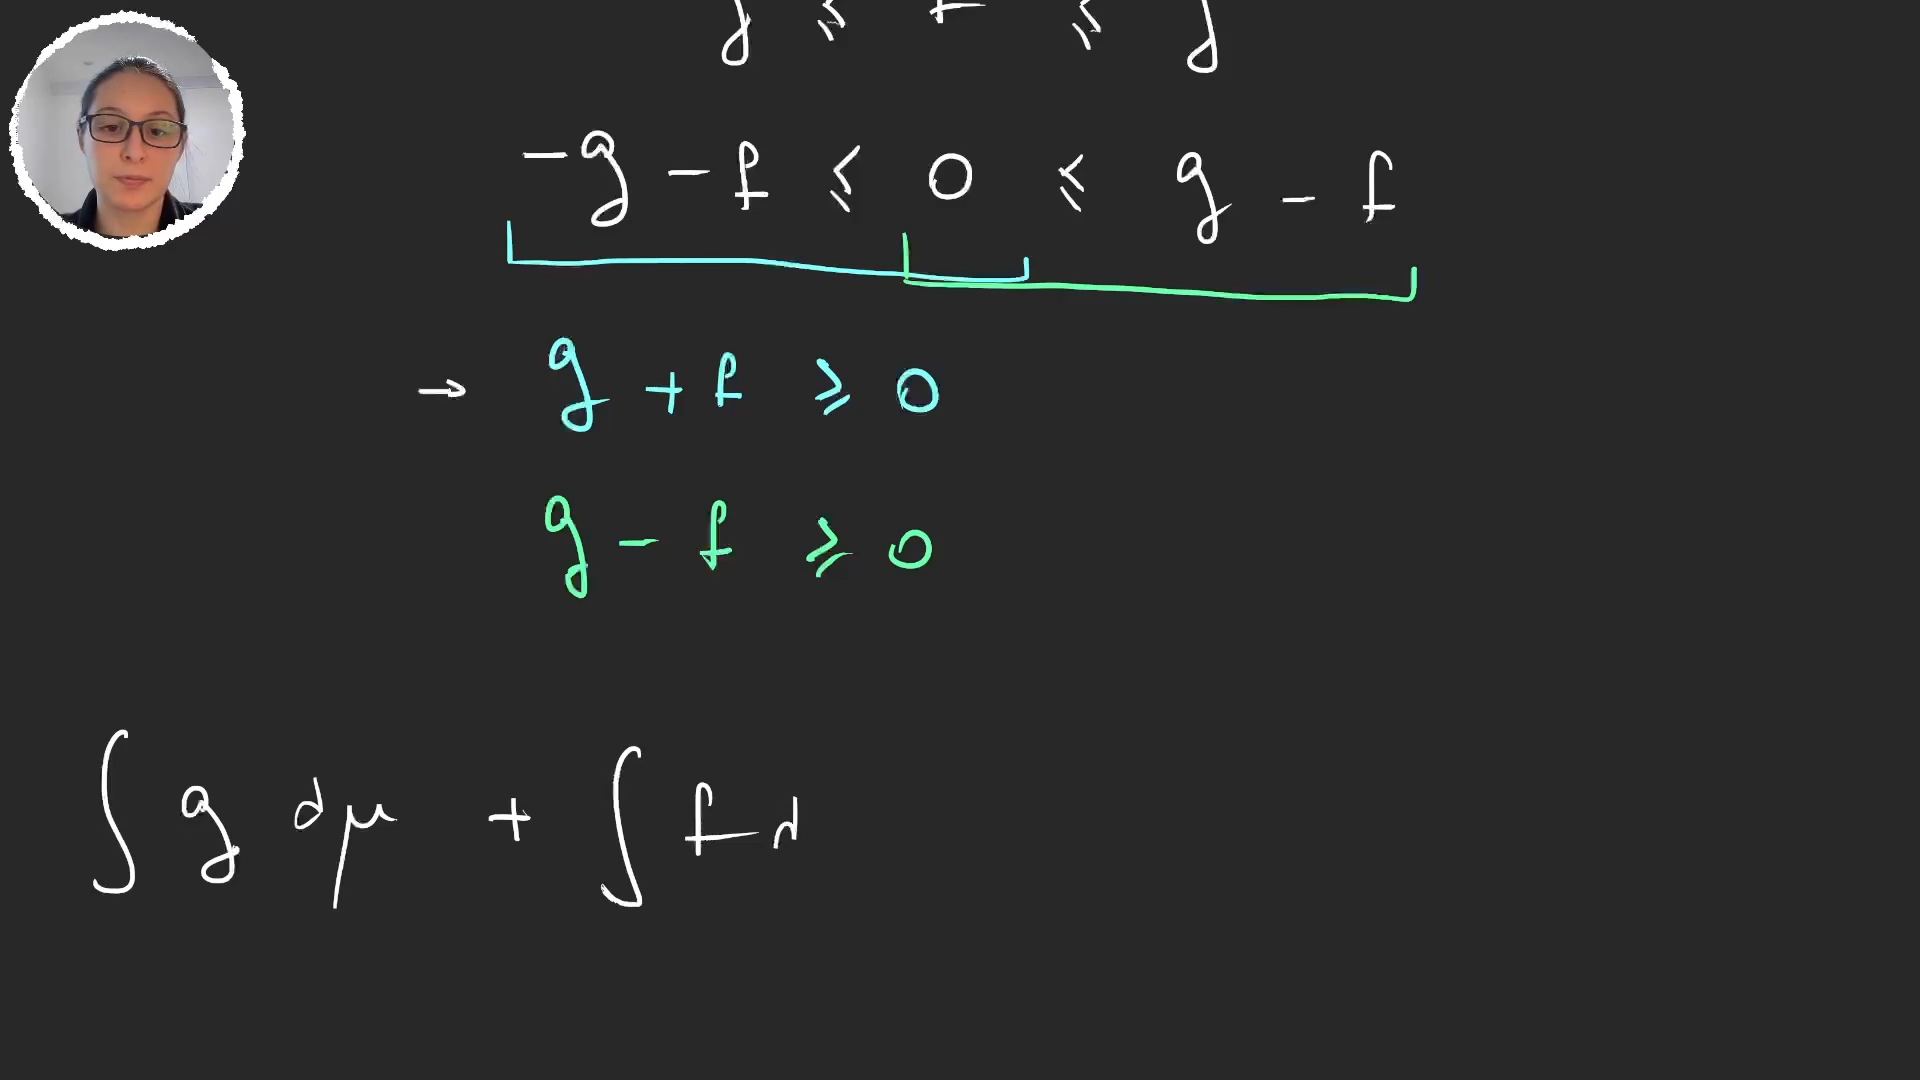 -g - f ⩽ 0 ⩽ g - f
→ g + f ⩾ 0
g - f ⩾ 0
∫ g dμ + ∫ f d